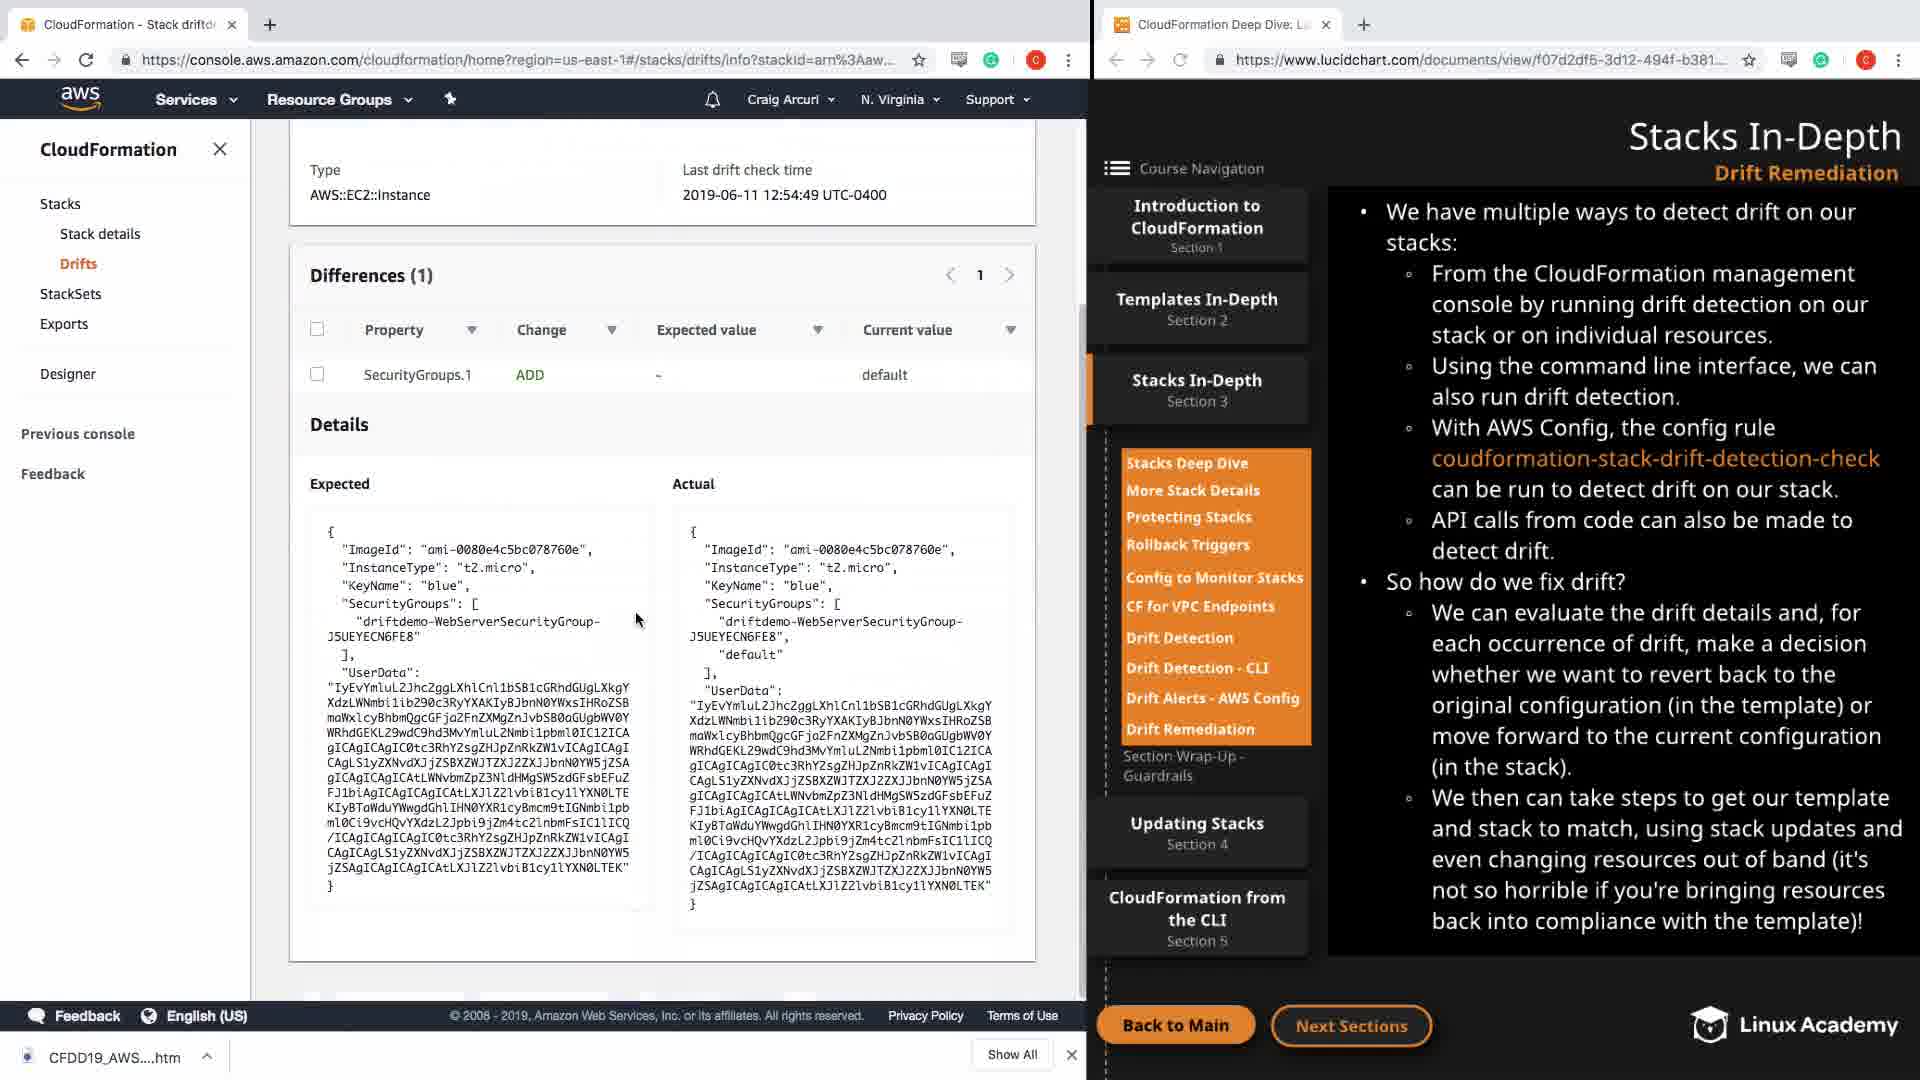 CloudFormation - Stack driftd
https://console.aws.amazon.com/cloudformation/home?region=us-east-1#/stacks/drifts/info?stackid=arn%3Aaw...
C
aws
Services
Resource Groups
Craig Arcuri
N. Virginia
Support
CloudFormation
Stacks
Stack details
Drifts
StackSets
Exports
Designer
Previous console
Feedback
Type
AWS::EC2::Instance
Last drift check time
2019-06-11 12:54:49 UTC-0400
Differences (1)
1
Property
Change
Expected value
Current value
SecurityGroups.1
ADD
-
default
Details
Expected
{
"ImageId": "ami-0080e4c5bc078760e",
"InstanceType": "t2.micro",
"KeyName": "blue",
"SecurityGroups": [
"driftdemo-WebServerSecurityGroup-
J5UEYECN6FE8"
],
"UserData":
}
Actual
{
"ImageId": "ami-0080e4c5bc078760e",
"InstanceType": "t2.micro",
"KeyName": "blue",
"SecurityGroups": [
"driftdemo-WebServerSecurityGroup-
J5UEYECN6FE8",
"default"
],
"UserData":
}
Feedback
English (US)
© 2008 - 2019, Amazon Web Services, Inc. or its affiliates. All rights reserved.
Privacy Policy
Terms of Use
CFDD19_AWS....htm
Show All
CloudFormation Deep Dive: L
https://www.lucidchart.com/documents/view/f07d2df5-3d12-494f-b381...
C
Stacks In-Depth
Drift Remediation
Course Navigation
Introduction to
CloudFormation
Section 1
Templates In-Depth
Section 2
Stacks In-Depth
Section 3
Stacks Deep Dive
More Stack Details
Protecting Stacks
Rollback Triggers
Config to Monitor Stacks
CF for VPC Endpoints
Drift Detection
Drift Detection - CLI
Drift Alerts - AWS Config
Drift Remediation
Section Wrap-Up -
Guardrails
Updating Stacks
Section 4
CloudFormation from
the CLI
Section 5
• We have multiple ways to detect drift on our
stacks:
◦ From the CloudFormation management
console by running drift detection on our
stack or on individual resources.
◦ Using the command line interface, we can
also run drift detection.
◦ With AWS Config, the config rule
coudformation-stack-drift-detection-check
can be run to detect drift on our stack.
◦ API calls from code can also be made to
detect drift.
• So how do we fix drift?
◦ We can evaluate the drift details and, for
each occurrence of drift, make a decision
whether we want to revert back to the
original configuration (in the template) or
move forward to the current configuration
(in the stack).
◦ We then can take steps to get our template
and stack to match, using stack updates and
even changing resources out of band (it's
not so horrible if you're bringing resources
back into compliance with the template)!
Back to Main
Next Sections
Linux Academy